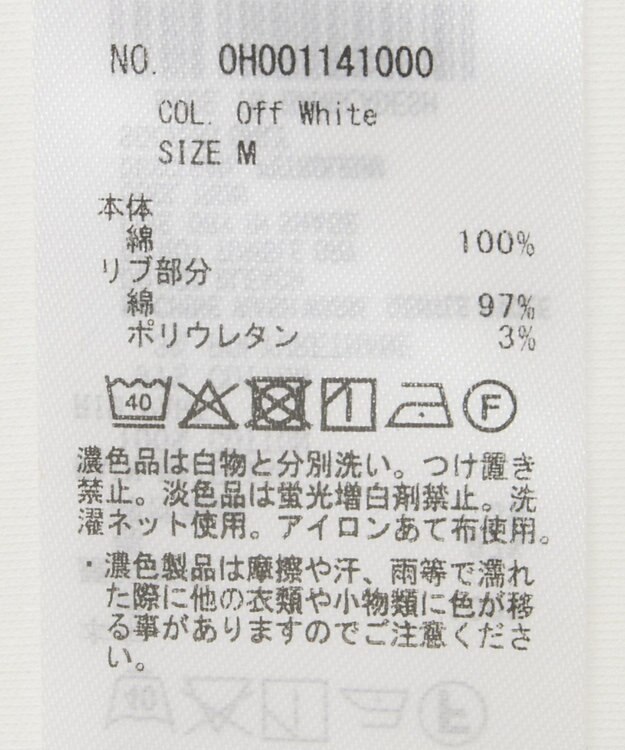 NO. 0H001141000
COL. Off White
SIZE M
本体
綿 100%
リブ部分
綿 97%
ポリウレタン 3%
40 F
濃色品は白物と分別洗い。つけ置き
禁止。淡色品は蛍光増白剤禁止。洗
濯ネット使用。アイロンあて布使用。
・濃色製品は摩擦や汗、雨等で濡れ
た際に他の衣類や小物類に色が移
る事がありますのでご注意くださ
い。